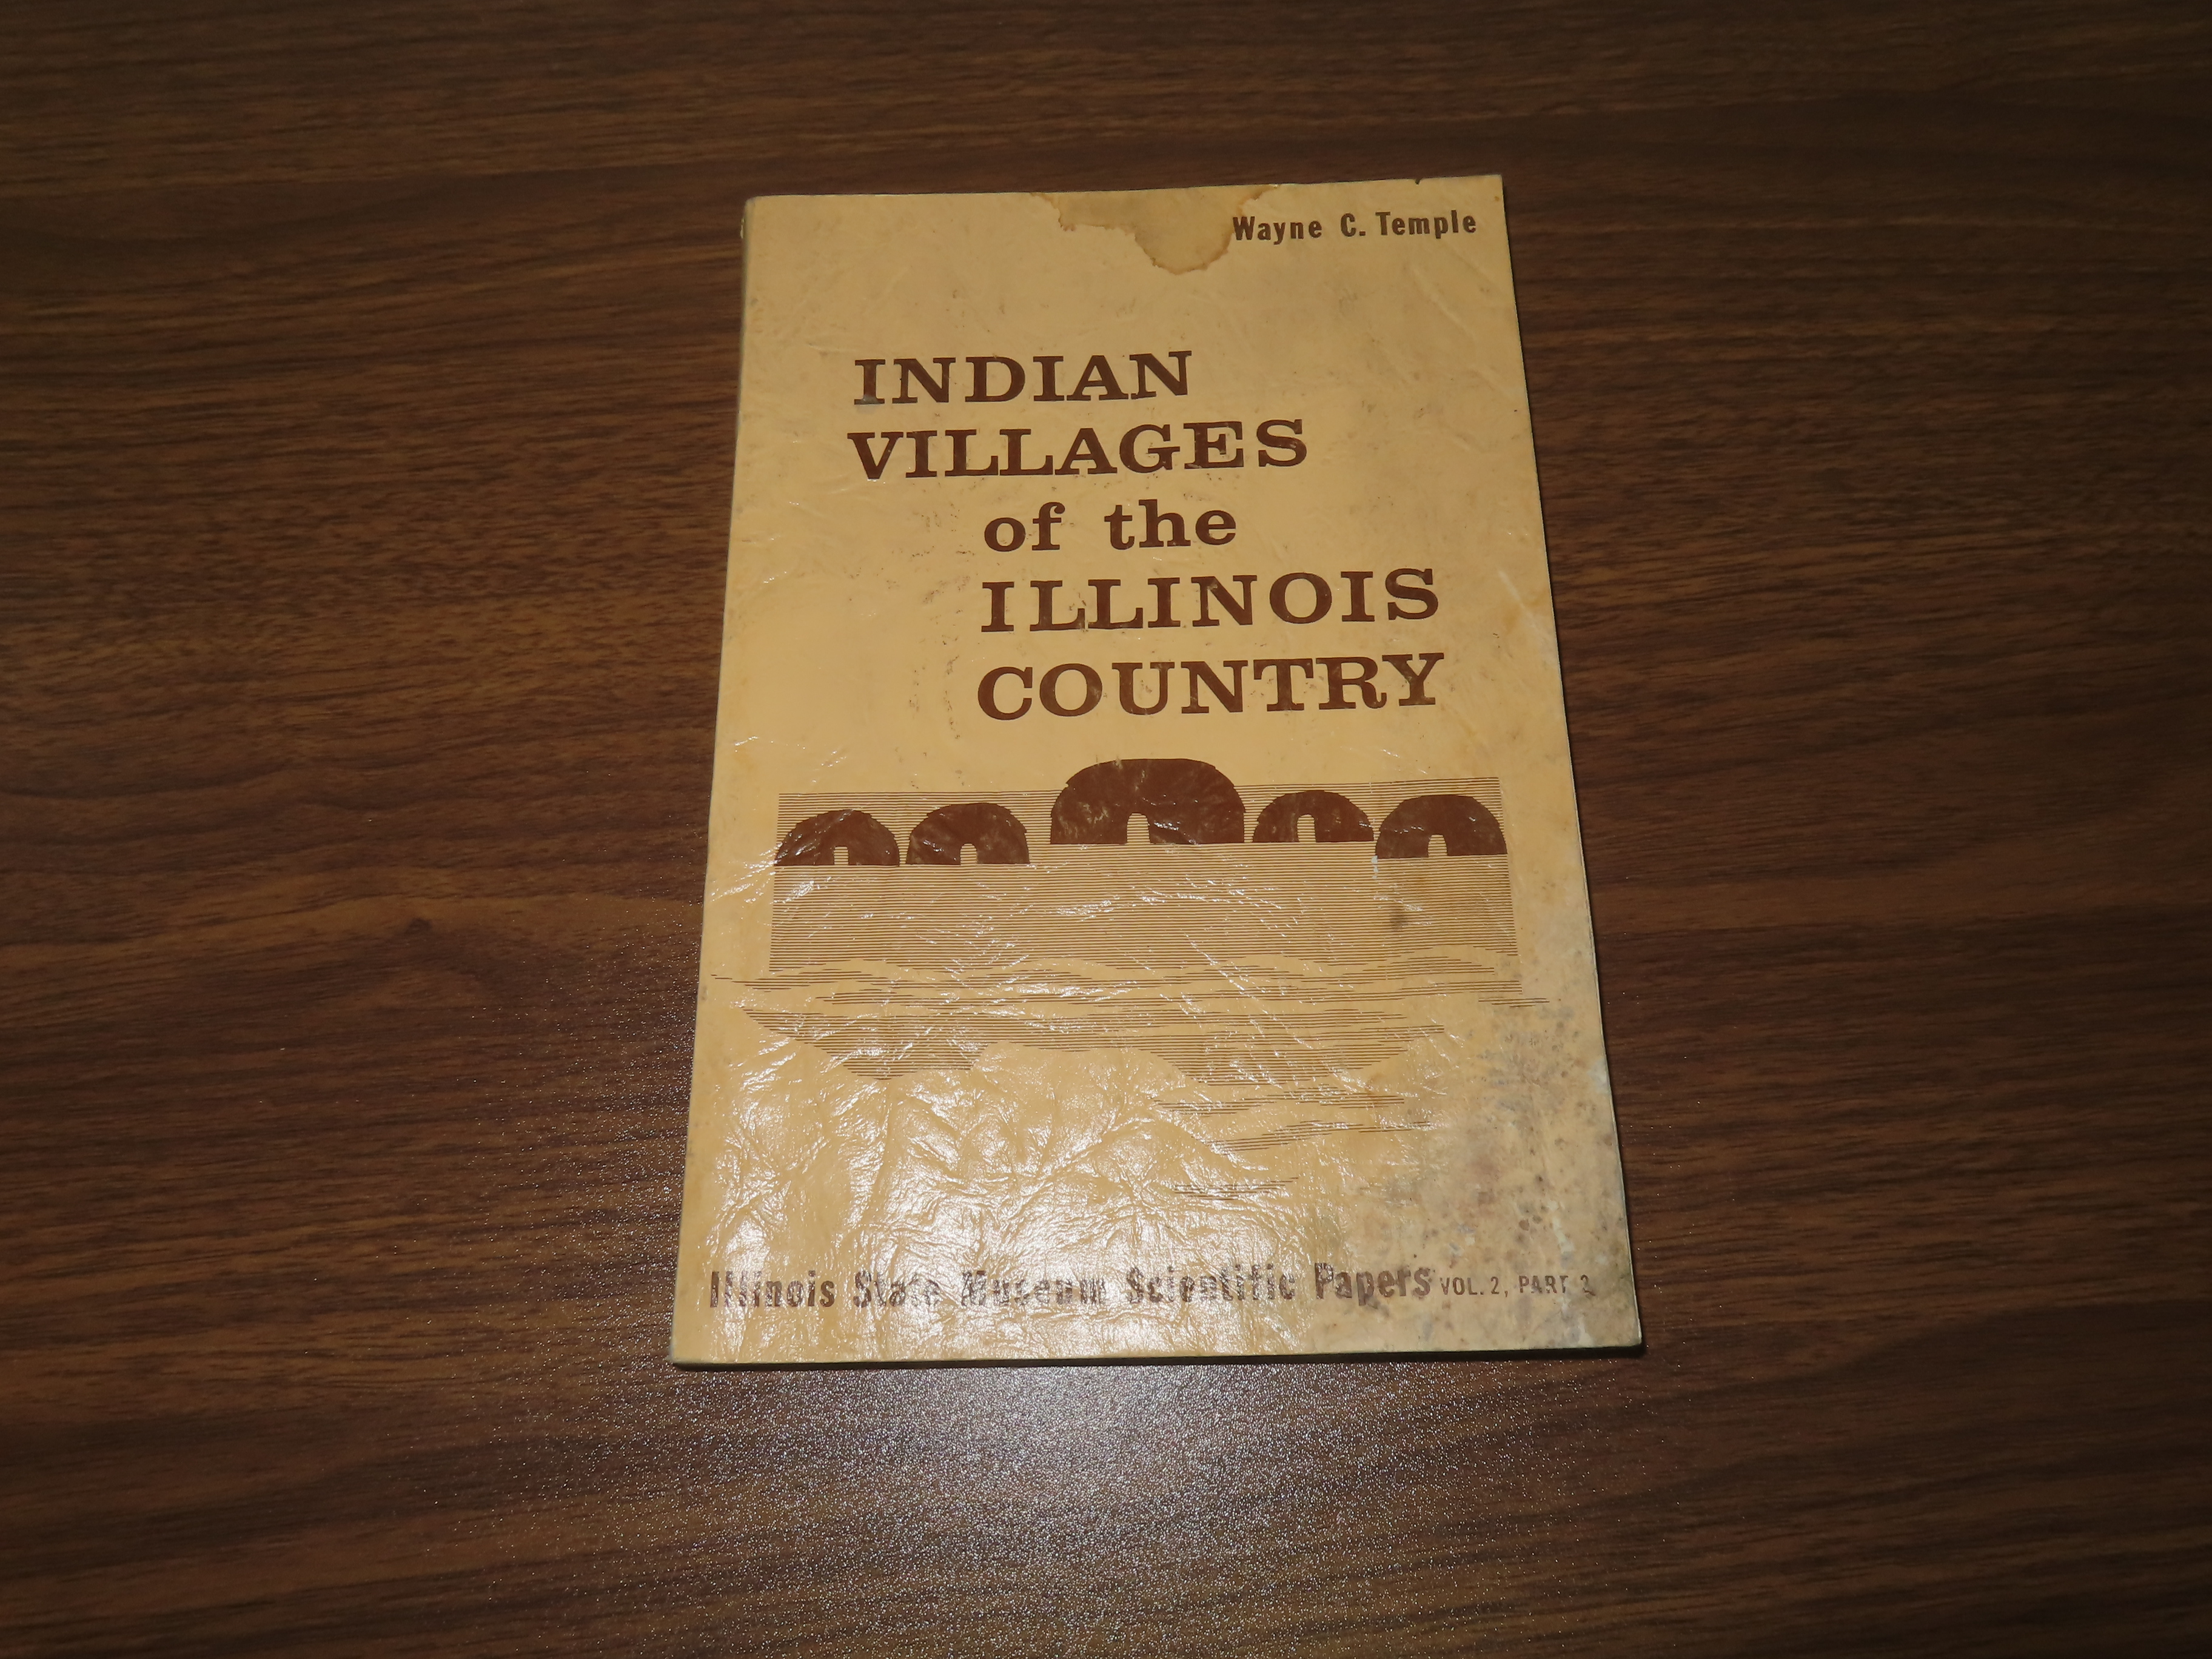 Wayne C. Temple
INDIAN
VILLAGES
of the
ILLINOIS
COUNTRY
Illinois State Museum Scientific Papers VOL. 2, PART 2